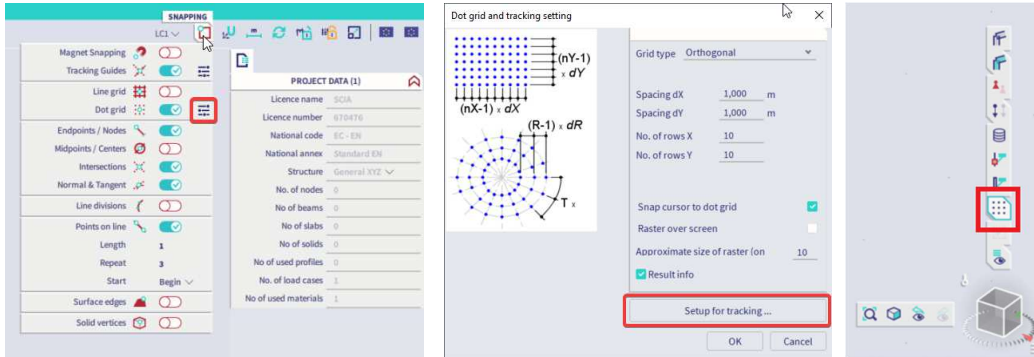 SNAPPING
LC1
Magnet Snapping
Tracking Guides
Line grid
Dot grid
Endpoints / Nodes
Midpoints / Centers
Intersections
Normal & Tangent
Line divisions
Points on line
Length 1
Repeat 3
Start Begin
Surface edges
Solid vertices
PROJECT DATA (1)
Licence name SCIA
Licence number 670476
National code EC - EN
National annex Standard EN
Structure General XYZ
No. of nodes 0
No of beams 0
No of slabs 0
No of solids 0
No of used profiles 0
No. of load cases 1
No of used materials 1
Dot grid and tracking setting
(nY-1)
x dY
(nX-1) x dX
(R-1) x dR
T x
Grid type Orthogonal
Spacing dX 1,000 m
Spacing dY 1,000 m
No. of rows X 10
No. of rows Y 10
Snap cursor to dot grid
Raster over screen
Approximate size of raster (on 10
Result info
Setup for tracking ...
OK Cancel